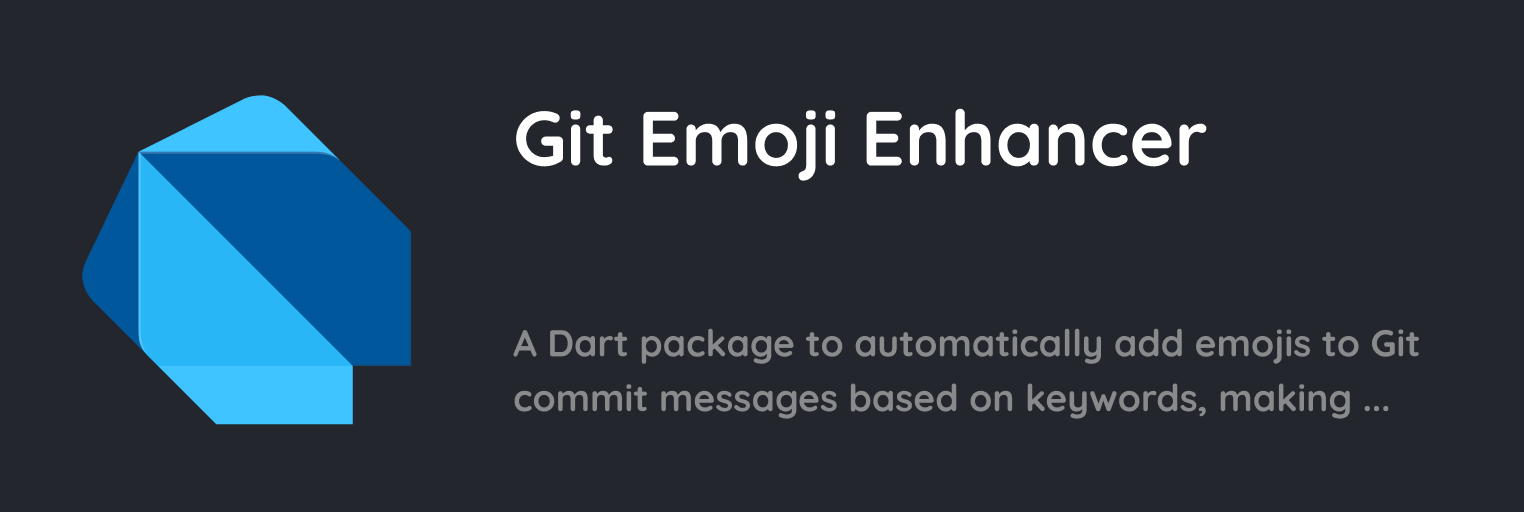 Git Emoji Enhancer
A Dart package to automatically add emojis to Git
commit messages based on keywords, making ...